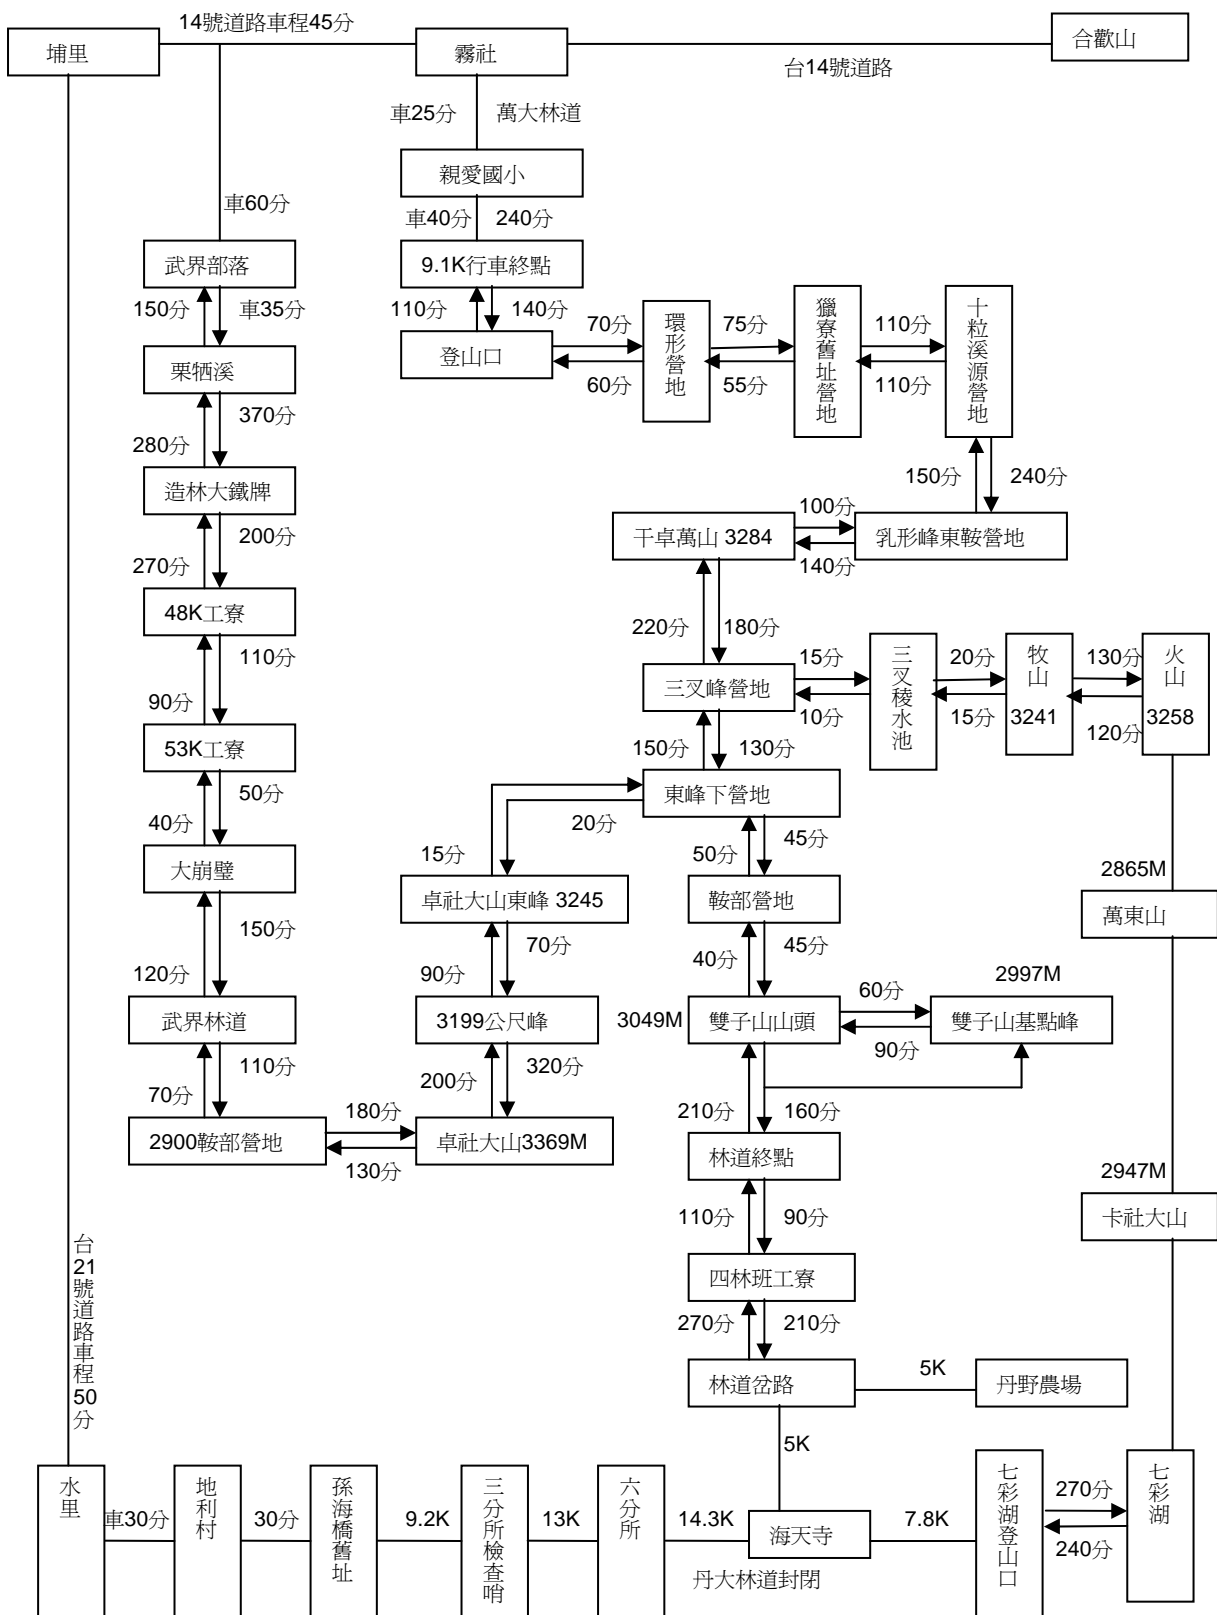 14號道路車程45分
埔里
霧社
合歡山
台14號道路
車25分
萬大林道
親愛國小
車60分
車40分
240分
武界部落
9.1K行車終點
150分
車35分
110分
140分
環形營地
獵寮舊址營地
十粒溪源營地
70分
75分
110分
栗牺溪
登山口
60分
55分
110分
370分
280分
150分
240分
造林大鐵牌
100分
干卓萬山 3284
乳形峰東鞍營地
200分
140分
270分
48K工寮
220分
180分
110分
15分
三叉稜水池
20分
牧山
3241
130分
火山
3258
三叉峰營地
90分
10分
15分
120分
53K工寮
150分
130分
50分
東峰下營地
40分
20分
45分
15分
50分
大崩璧
2865M
卓社大山東峰 3245
鞍部營地
萬東山
150分
70分
45分
120分
90分
40分
2997M
60分
武界林道
3199公尺峰
3049M
雙子山山頭
雙子山基點峰
90分
110分
320分
70分
200分
180分
210分
160分
2900鞍部營地
卓社大山3369M
林道終點
130分
2947M
110分
90分
卡社大山
台21號道路車程50分
四林班工寮
270分
210分
5K
林道岔路
丹野農場
5K
水里
地利村
孫海橋舊址
三分所檢查哨
六分所
七彩湖登山口
七彩湖
270分
車30分
30分
9.2K
13K
14.3K
海天寺
7.8K
240分
丹大林道封閉